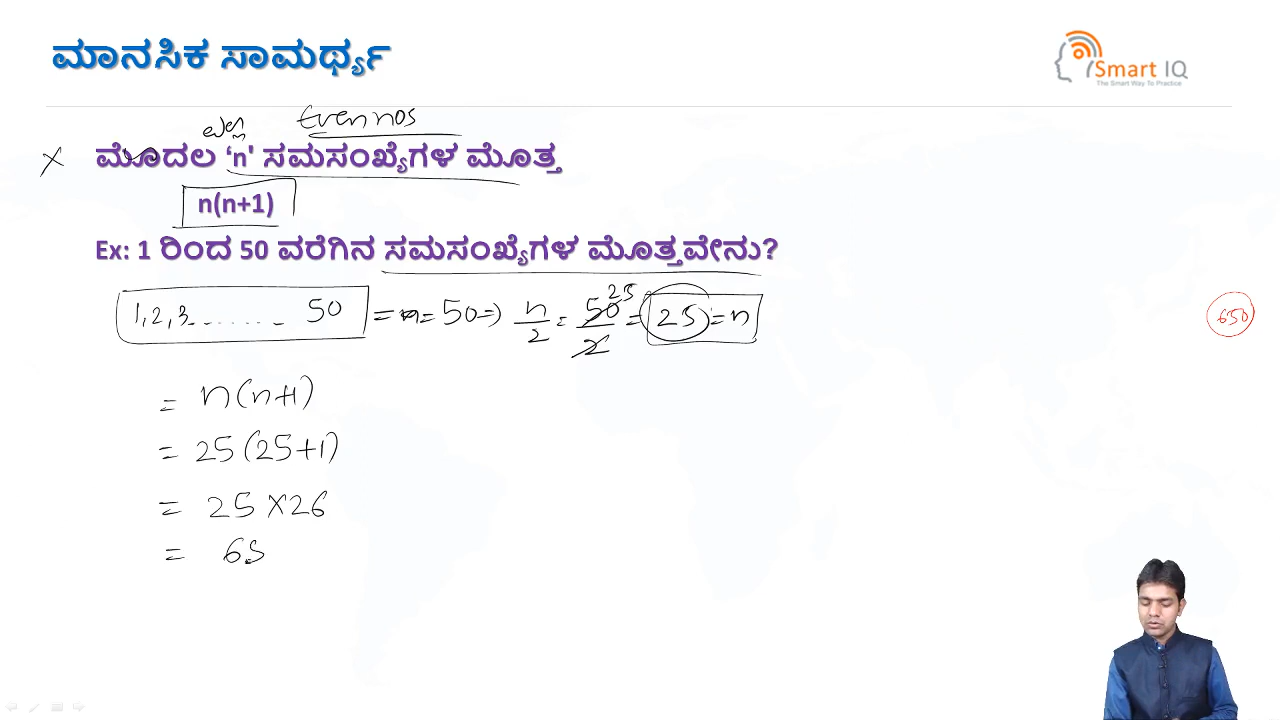 ಮಾನಸಿಕ ಸಾಮರ್ಥ್ಯ
Smart IQ
The Smart Way To Practice
Even nos
ಮೊದಲ ‘n' ಸಮಸಂಖ್ಯೆಗಳ ಮೊತ್ತ
n(n+1)
Ex: 1 ರಿಂದ 50 ವರೆಗಿನ ಸಮಸಂಖ್ಯೆಗಳ ಮೊತ್ತವೇನು?
1, 2, 3 ....... 50 = n = 50 => n/2 = 50/2 = 25 = n
25
650
= n(n+1)
= 25(25+1)
= 25 X 26
= 65